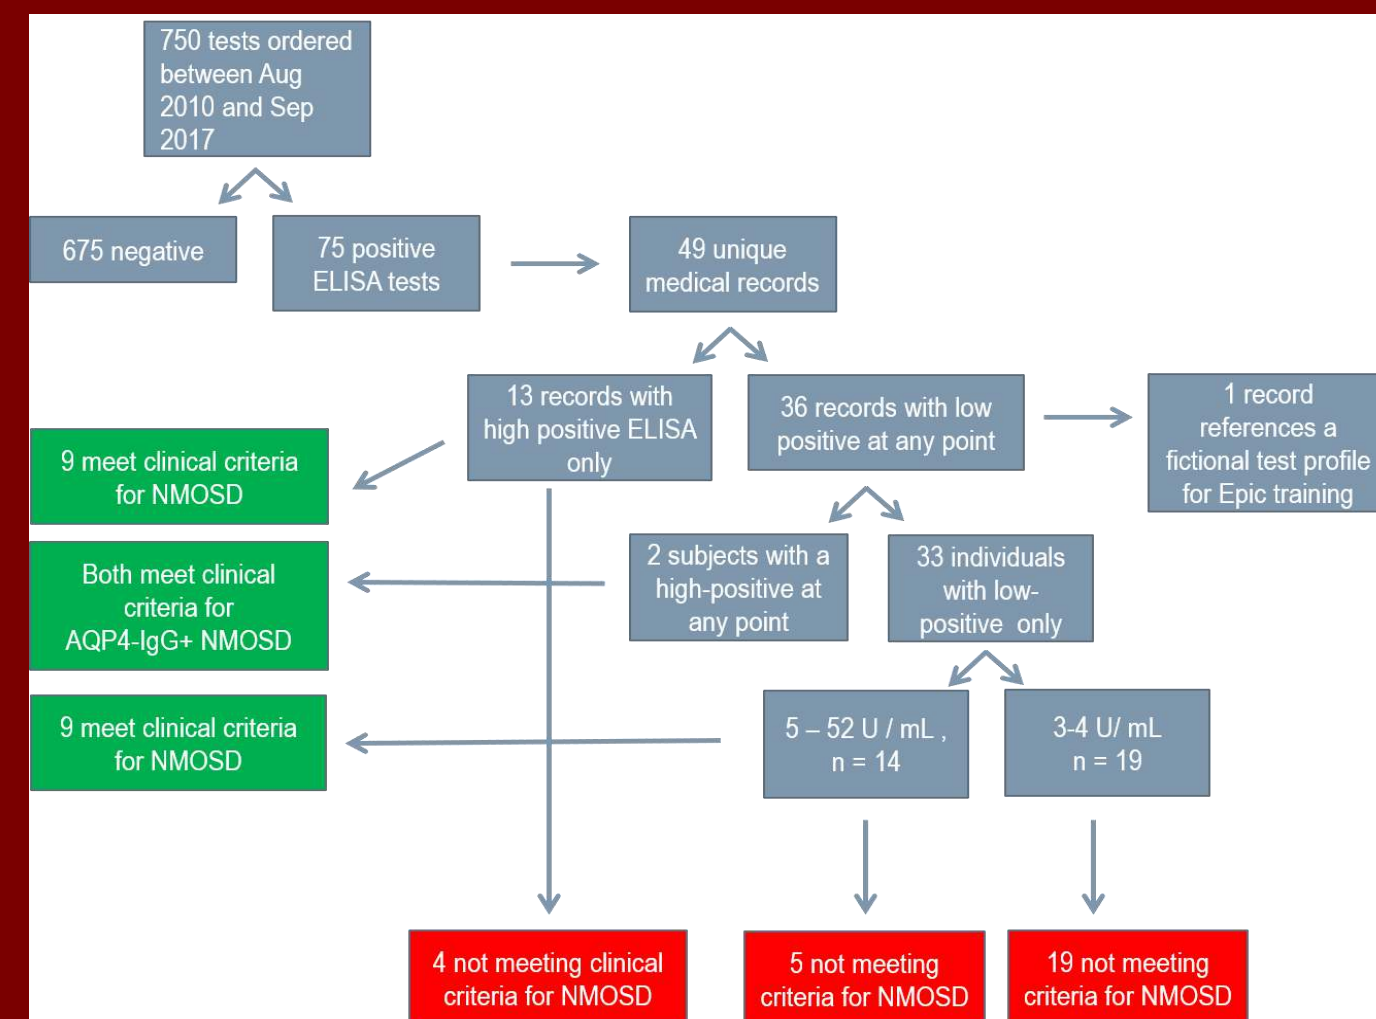 750 tests ordered
between Aug
2010 and Sep
2017
675 negative
75 positive
ELISA tests
49 unique
medical records
13 records with
high positive ELISA
only
36 records with low
positive at any point
1 record
references a
fictional test profile
for Epic training
9 meet clinical criteria
for NMOSD
2 subjects with a
high-positive at
any point
33 individuals
with low-
positive only
Both meet clinical
criteria for
AQP4-IgG+ NMOSD
9 meet clinical criteria
for NMOSD
5 – 52 U / mL ,
n = 14
3-4 U/ mL
n = 19
4 not meeting clinical
criteria for NMOSD
5 not meeting
criteria for NMOSD
19 not meeting
criteria for NMOSD